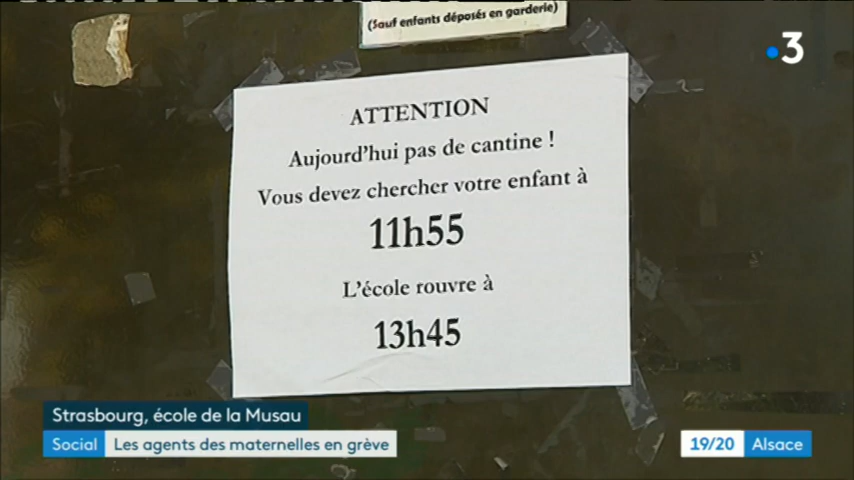 (Sauf enfants déposés en garderie)
3
ATTENTION
Aujourd'hui pas de cantine !
Vous devez chercher votre enfant à
11h55
L'école rouvre à
13h45
Strasbourg, école de la Musau
Social Les agents des maternelles en grève
19/20 Alsace